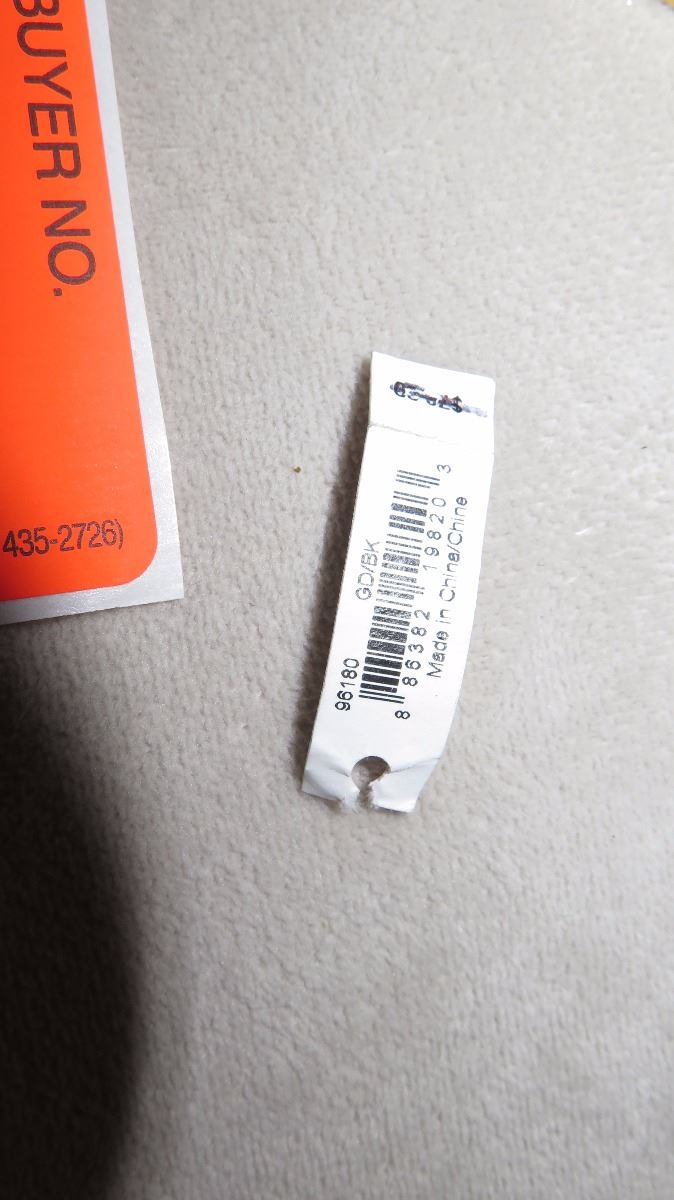 BUYER NO.
435-2726)
96180 GD/BK
8 86382 19820 3
Made in China/Chine